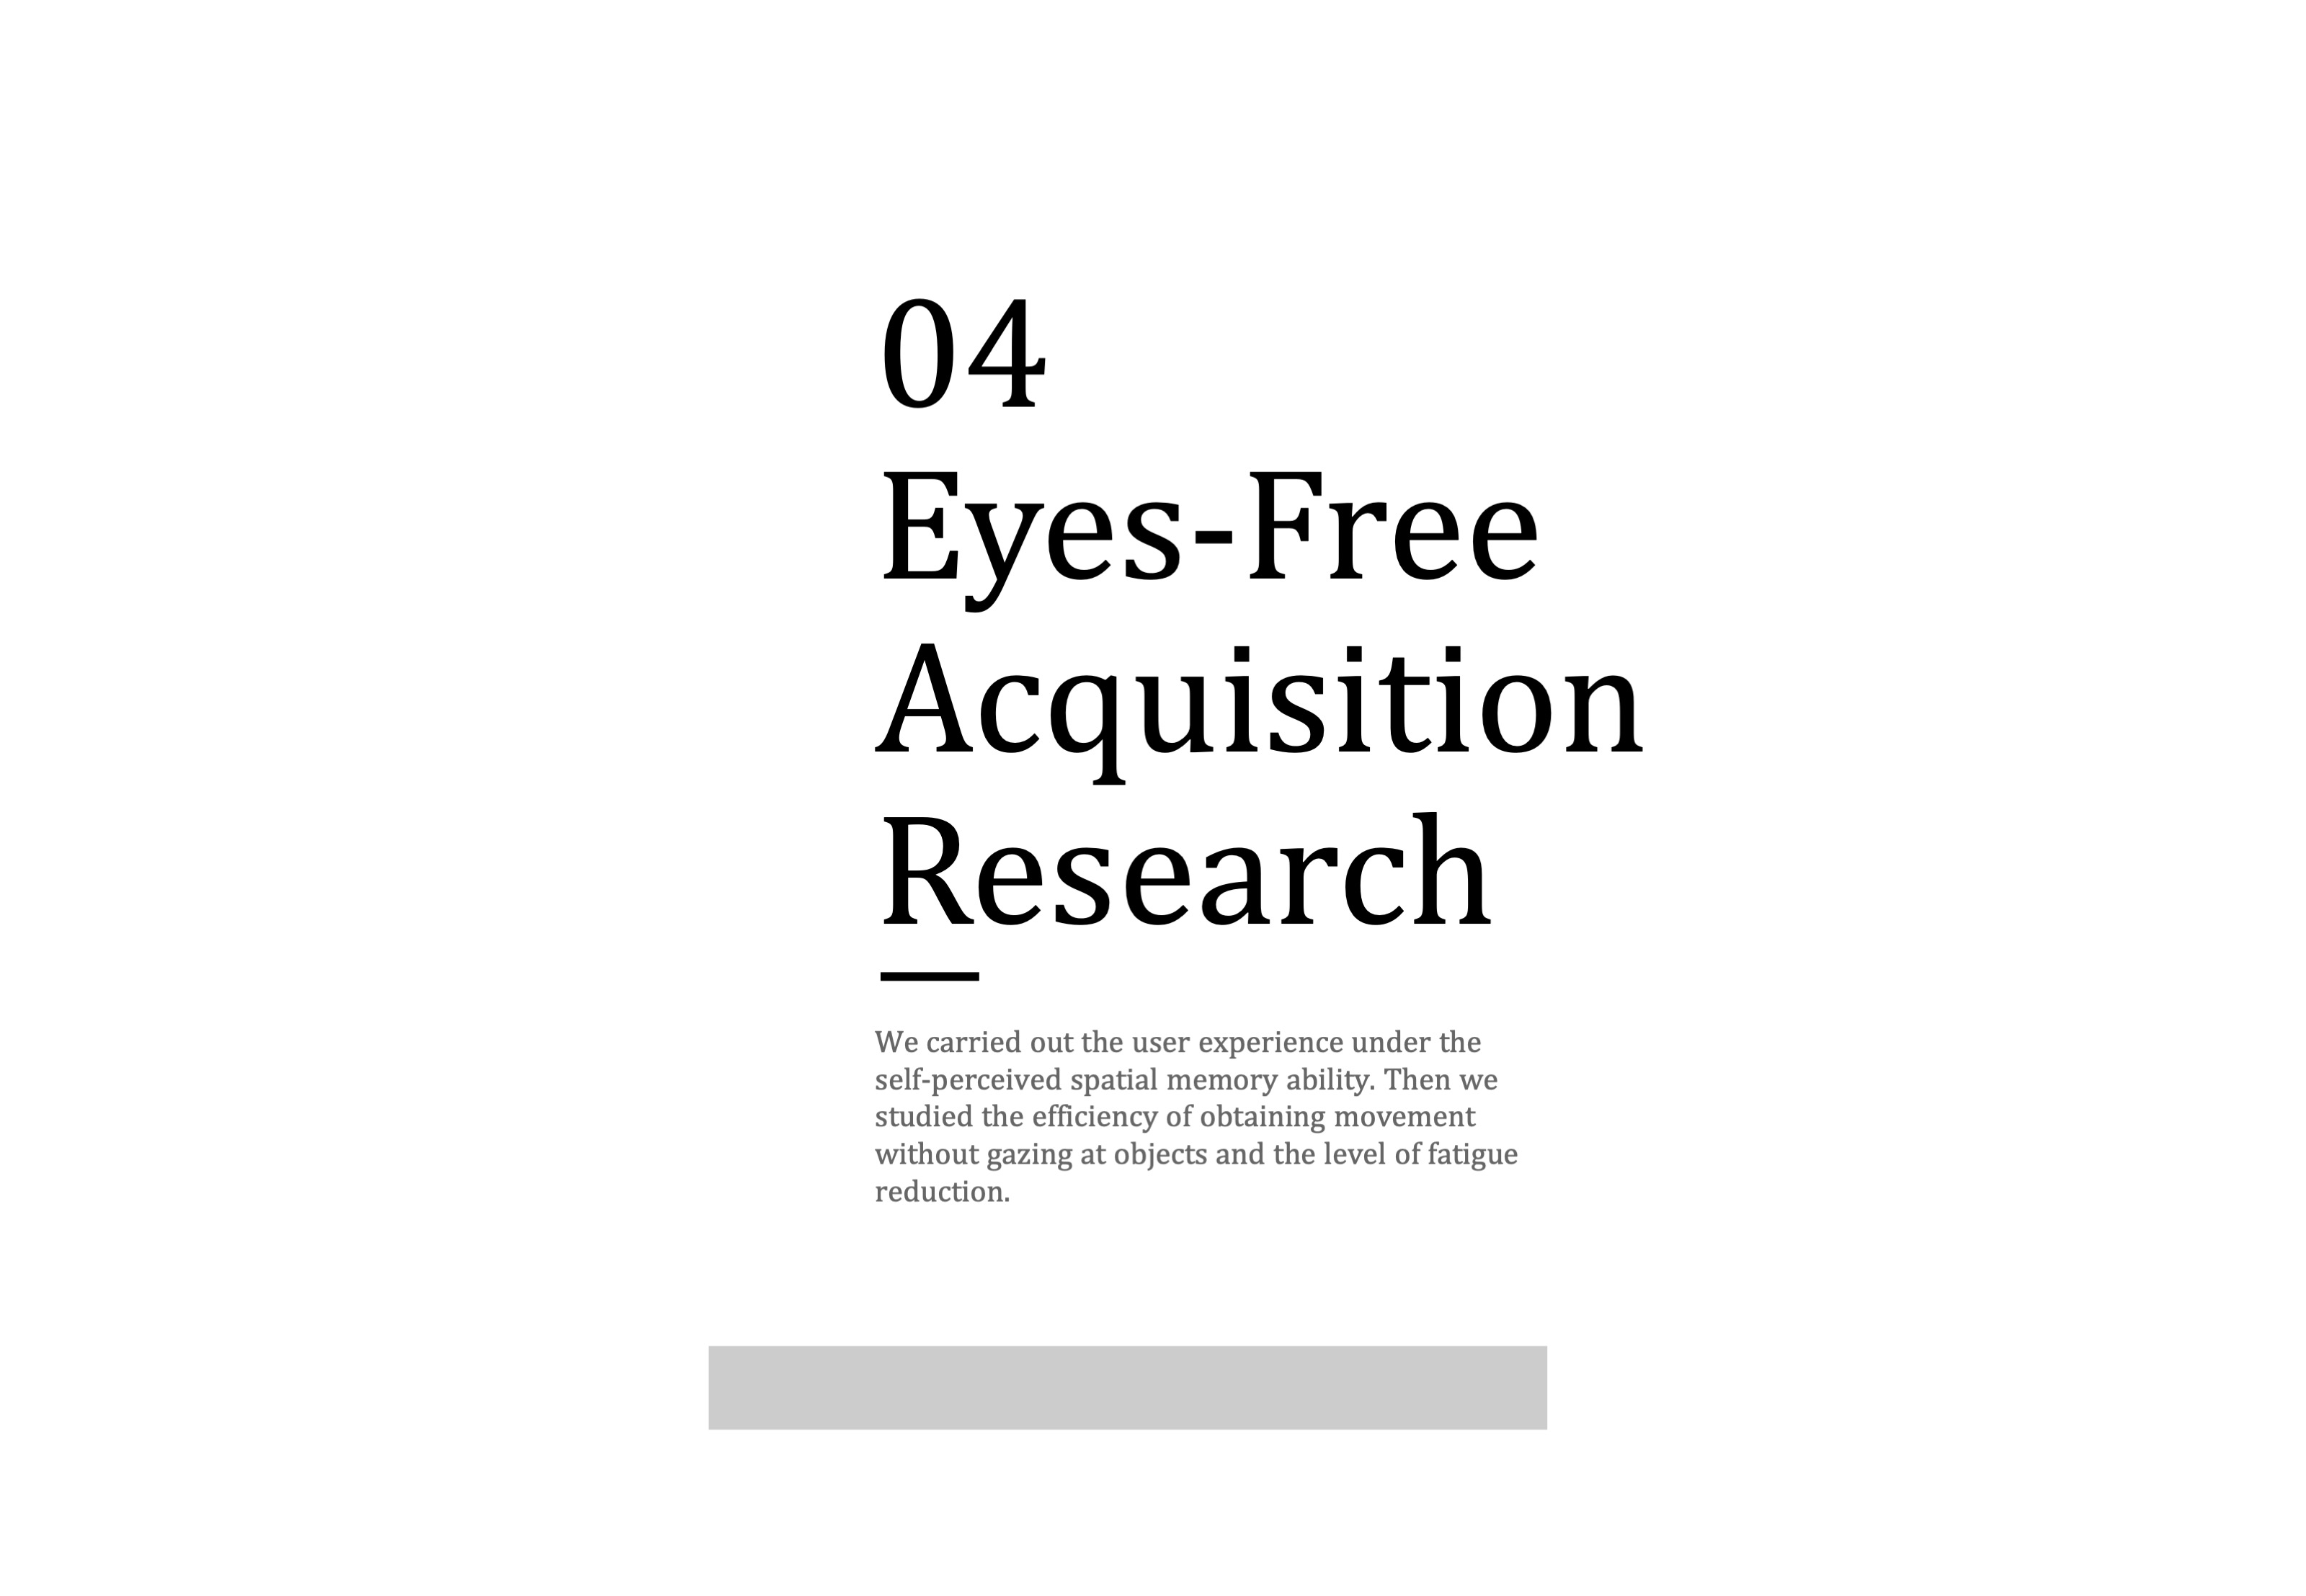 04
Eyes-Free
Acquisition
Research
We carried out the user experience under the
self-perceived spatial memory ability. Then we
studied the efficiency of obtaining movement
without gazing at objects and the level of fatigue
reduction.